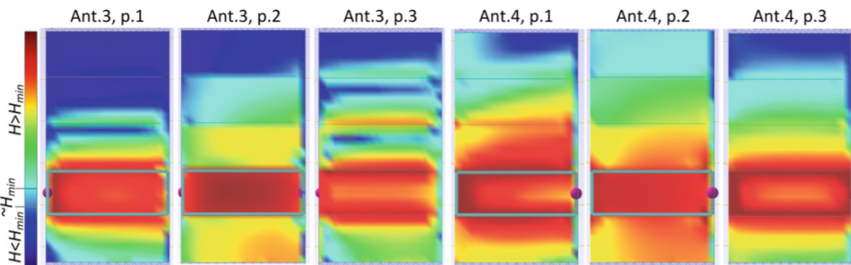 Ant.3, p.1
Ant.3, p.2
Ant.3, p.3
Ant.4, p.1
Ant.4, p.2
Ant.4, p.3
H>Hmin
~Hmin
H<Hmin